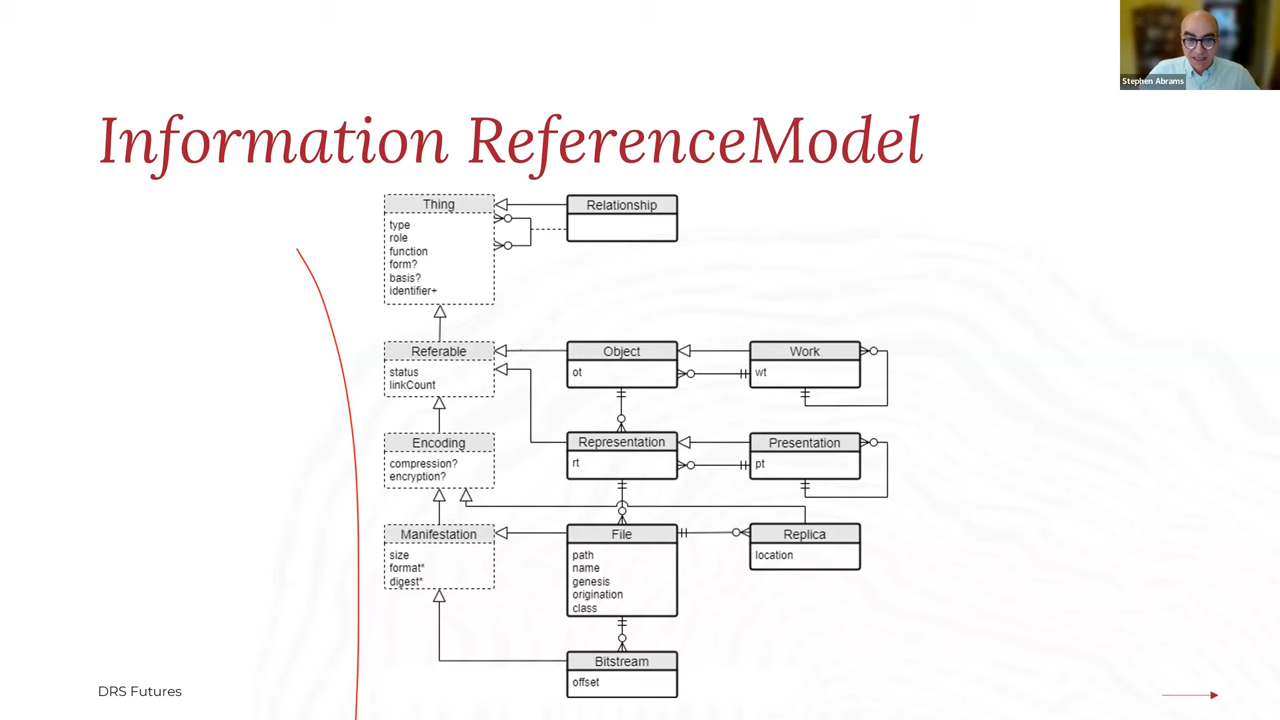 Stephen Abrams
Information ReferenceModel
Thing
type
role
function
form?
basis?
identifier+
Relationship
Referable
status
linkCount
Object
ot
Work
wt
Encoding
compression?
encryption?
Representation
rt
Presentation
pt
Manifestation
size
format*
digest*
File
path
name
genesis
origination
class
Replica
location
Bitstream
offset
DRS Futures